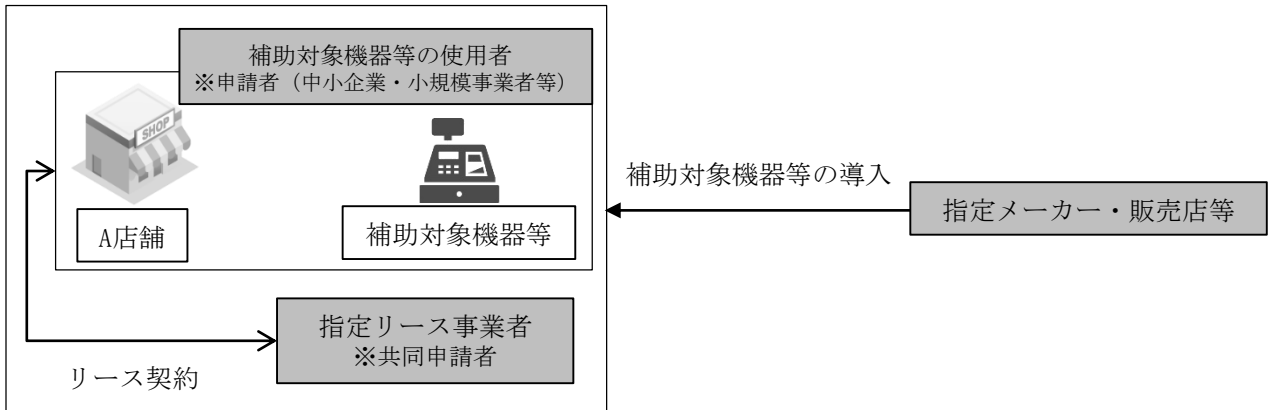 補助対象機器等の使用者
※申請者（中小企業・小規模事業者等）
SHOP
A店舗
補助対象機器等
補助対象機器等の導入
指定メーカー・販売店等
指定リース事業者
※共同申請者
リース契約